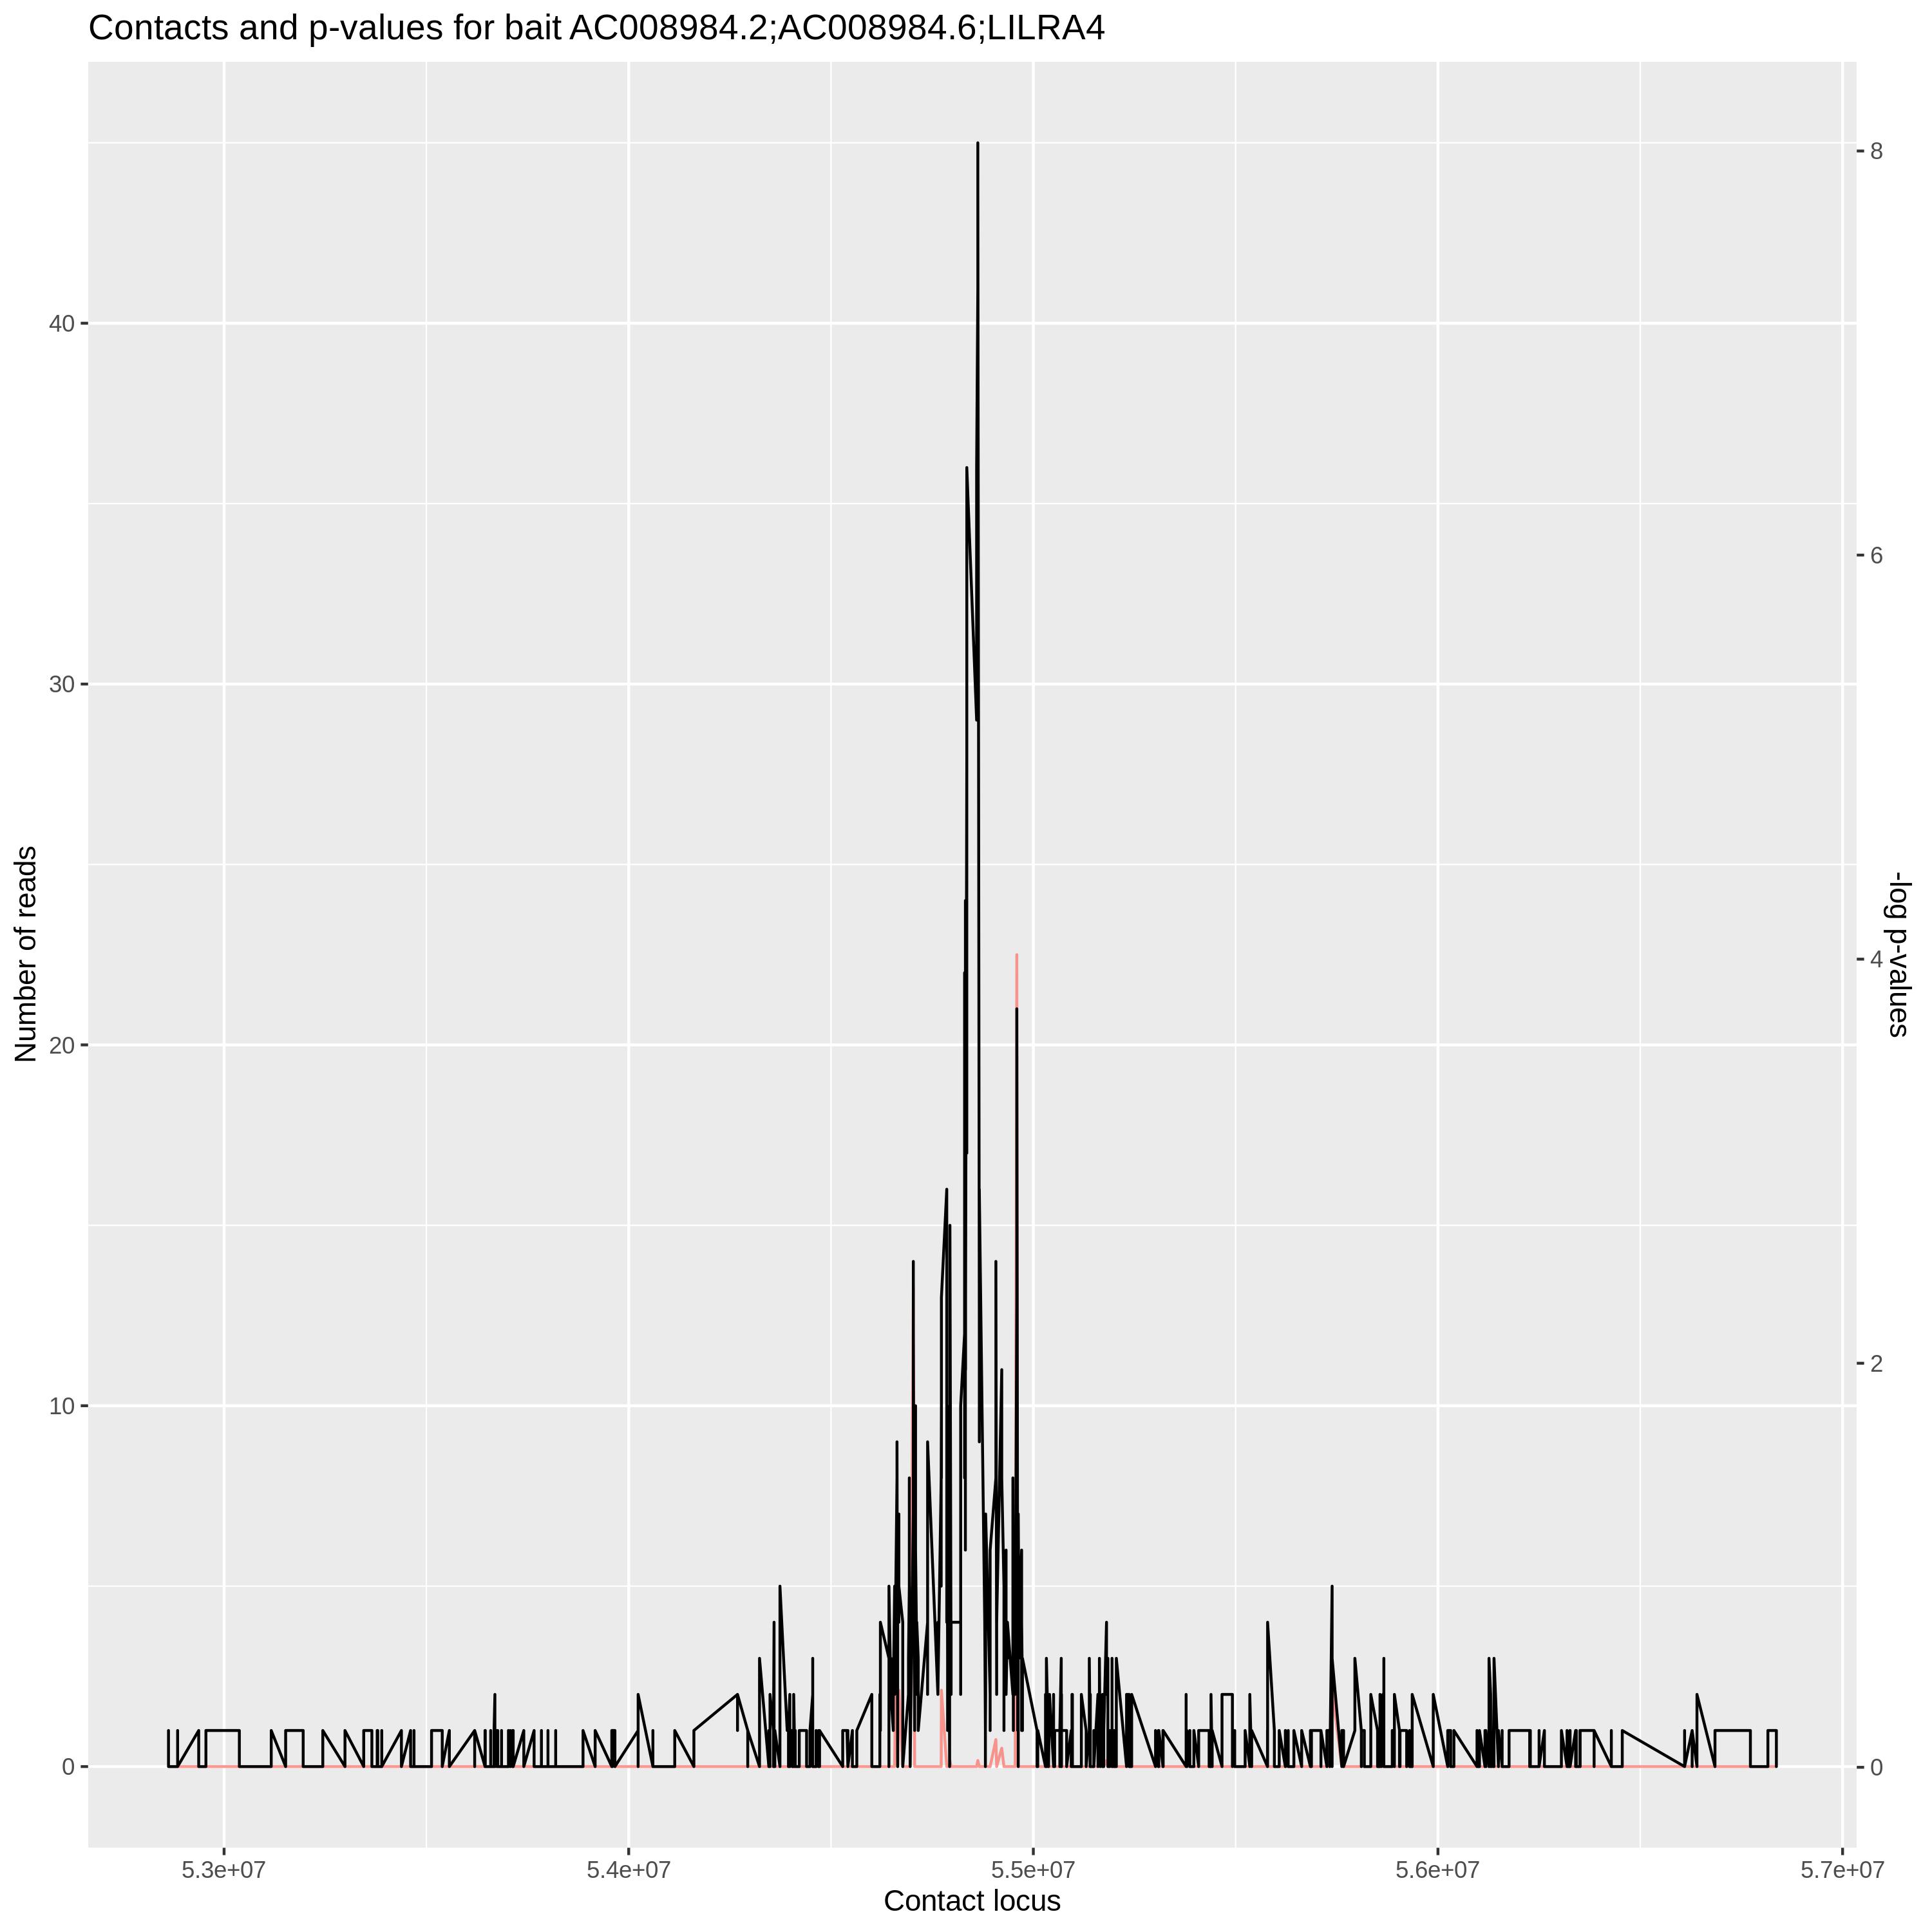 Contacts and p-values for bait AC008984.2;AC008984.6;LILRA4
Number of reads
40
30
20
10
0
8
6
4
2
0
-log p-values
5.3e+07
5.4e+07
5.5e+07
5.6e+07
5.7e+07
Contact locus